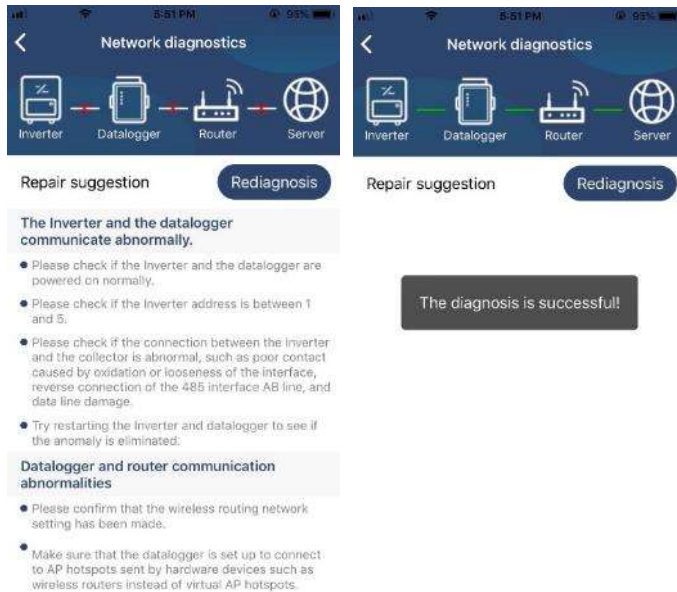 5:51 PM
95%
Network diagnostics
Inverter
Datalogger
Router
Server
Repair suggestion
Rediagnosis
The Inverter and the datalogger
communicate abnormally.
Please check if the Inverter and the datalogger are
powered on normally.
Please check if the Inverter address is between 1
and 5.
Please check if the connection between the Inverter
and the collector is abnormal, such as poor contact
caused by oxidation or looseness of the interface,
reverse connection of the 485 interface AB line, and
data line damage.
Try restarting the Inverter and datalogger to see if
the anomaly is eliminated.
Datalogger and router communication
abnormalities
Please confirm that the wireless routing network
setting has been made.
Make sure that the datalogger is set up to connect
to AP hotspots sent by hardware devices such as
wireless routers instead of virtual AP hotspots.
5:51 PM
95%
Network diagnostics
Inverter
Datalogger
Router
Server
Repair suggestion
Rediagnosis
The diagnosis is successful!